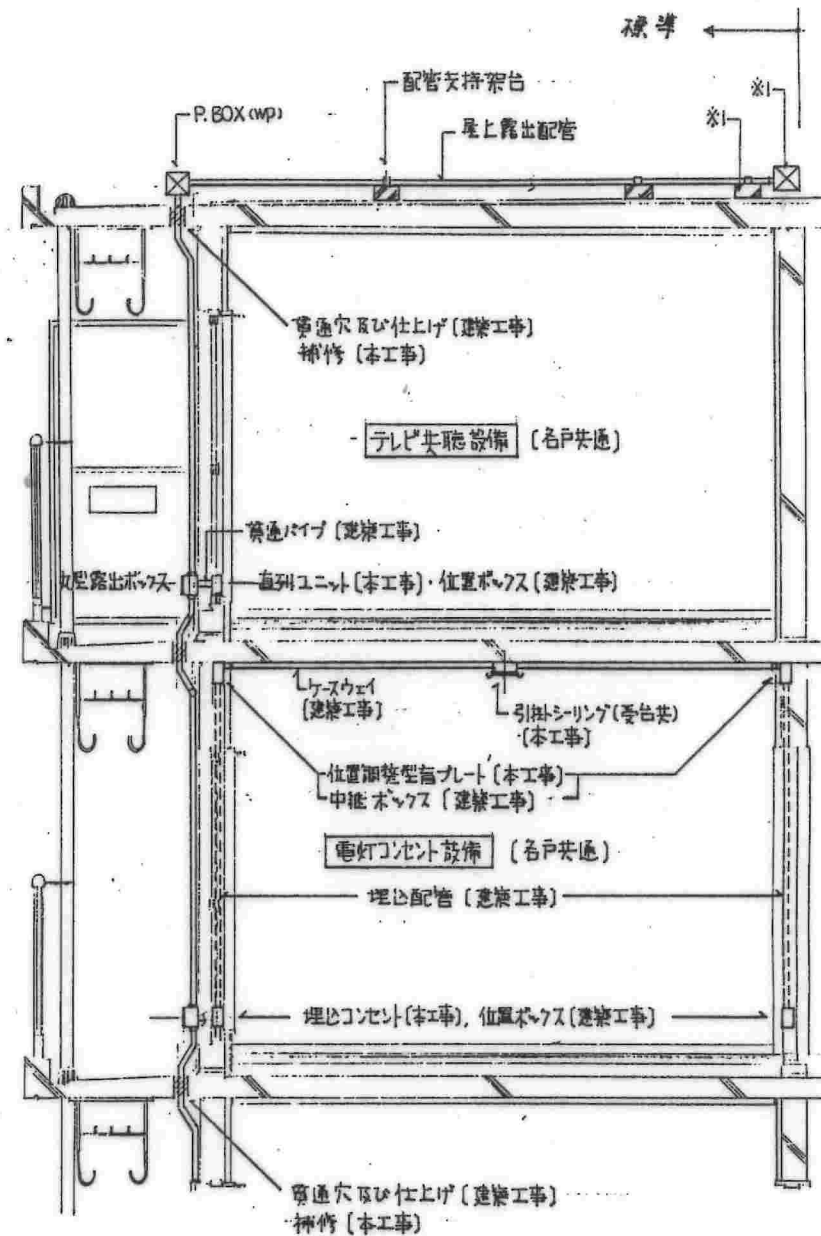 標準
配管支持架台
※1
P.BOX(WP)
※1
屋上露出配管
貫通穴及び仕上げ〔建築工事〕
補修〔本工事〕
テレビ共聴設備〔各戸共通〕
貫通パイプ〔建築工事〕
露出ボックス
直列ユニット〔本工事〕・位置ボックス〔建築工事〕
ケースウェイ
〔建築工事〕
引掛シーリング(受台共)
〔本工事〕
位置調整型盲プレート〔本工事〕
中継ボックス〔建築工事〕
電灯コンセント設備〔各戸共通〕
埋込配管〔建築工事〕
埋込コンセント〔本工事〕, 位置ボックス〔建築工事〕
貫通穴及び仕上げ〔建築工事〕
補修〔本工事〕